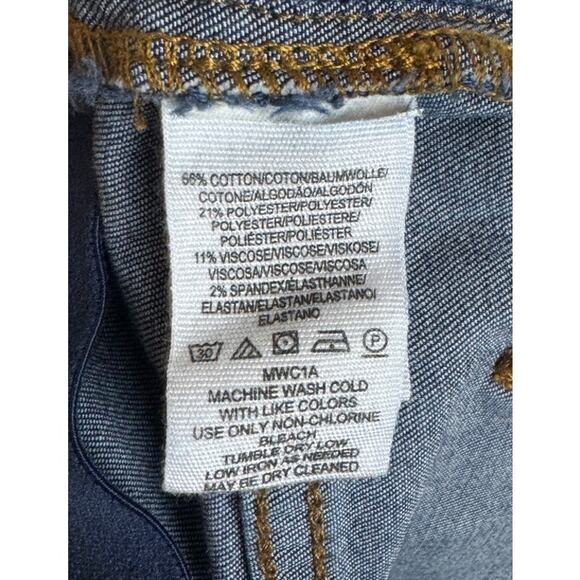 66% COTTON/COTON/BAUMWOLLE/
COTONE/ALGODÃO/ALGODÓN
21% POLYESTER/POLYESTER/
POLYESTER/POLIESTERE/
POLIÉSTER/POLIÉSTER
11% VISCOSE/VISCOSE/VISKOSE/
VISCOSA/VISCOSE/VISCOSA
2% SPANDEX/ÉLASTHANNE/
ELASTAN/ELASTAN/ELASTANO/
ELASTANO
30 P
MWC1A
MACHINE WASH COLD
WITH LIKE COLORS
USE ONLY NON-CHLORINE
BLEACH
TUMBLE DRY LOW
LOW IRON AS NEEDED
MAY BE DRY CLEANED